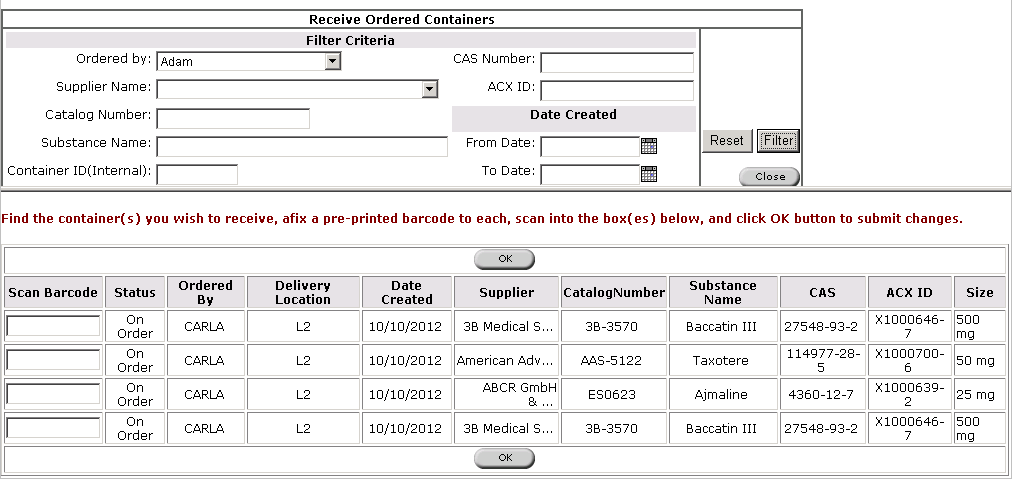 Receive Ordered Containers
Filter Criteria
Ordered by: Adam CAS Number:
Supplier Name: ACX ID:
Catalog Number: Date Created
Substance Name: From Date: Reset Filter
Container ID(Internal): To Date: Close
Find the container(s) you wish to receive, afix a pre-printed barcode to each, scan into the box(es) below, and click OK button to submit changes.
OK
Scan Barcode Status Ordered By Delivery Location Date Created Supplier CatalogNumber Substance Name CAS ACX ID Size
On Order CARLA L2 10/10/2012 3B Medical S... 3B-3570 Baccatin III 27548-93-2 X1000646-7 500 mg
On Order CARLA L2 10/10/2012 American Adv... AAS-5122 Taxotere 114977-28-5 X1000700-6 50 mg
On Order CARLA L2 10/10/2012 ABCR GmbH & ... ES0623 Ajmaline 4360-12-7 X1000639-2 25 mg
On Order CARLA L2 10/10/2012 3B Medical S... 3B-3570 Baccatin III 27548-93-2 X1000646-7 500 mg
OK